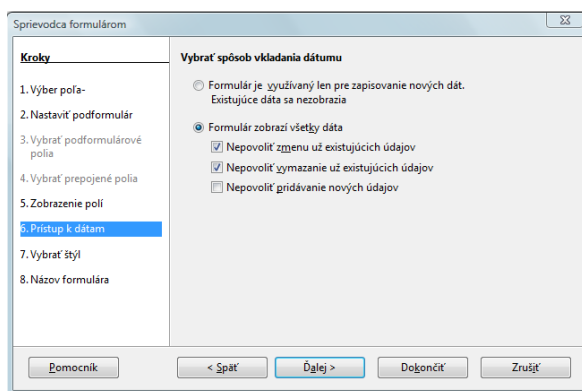 Sprievodca formulárom
Kroky
1. Výber poľa-
2. Nastaviť podformulár
3. Vybrať podformulárové
polia
4. Vybrať prepojené polia
5. Zobrazenie polí
6. Prístup k dátam
7. Vybrať štýl
8. Názov formulára
Vybrať spôsob vkladania dátumu
Formulár je využívaný len pre zapisovanie nových dát.
Existujúce dáta sa nezobrazia
Formulár zobrazí všetky dáta
Nepovoliť zmenu už existujúcich údajov
Nepovoliť vymazanie už existujúcich údajov
Nepovoliť pridávanie nových údajov
Pomocník
< Späť
Ďalej >
Dokončiť
Zrušiť